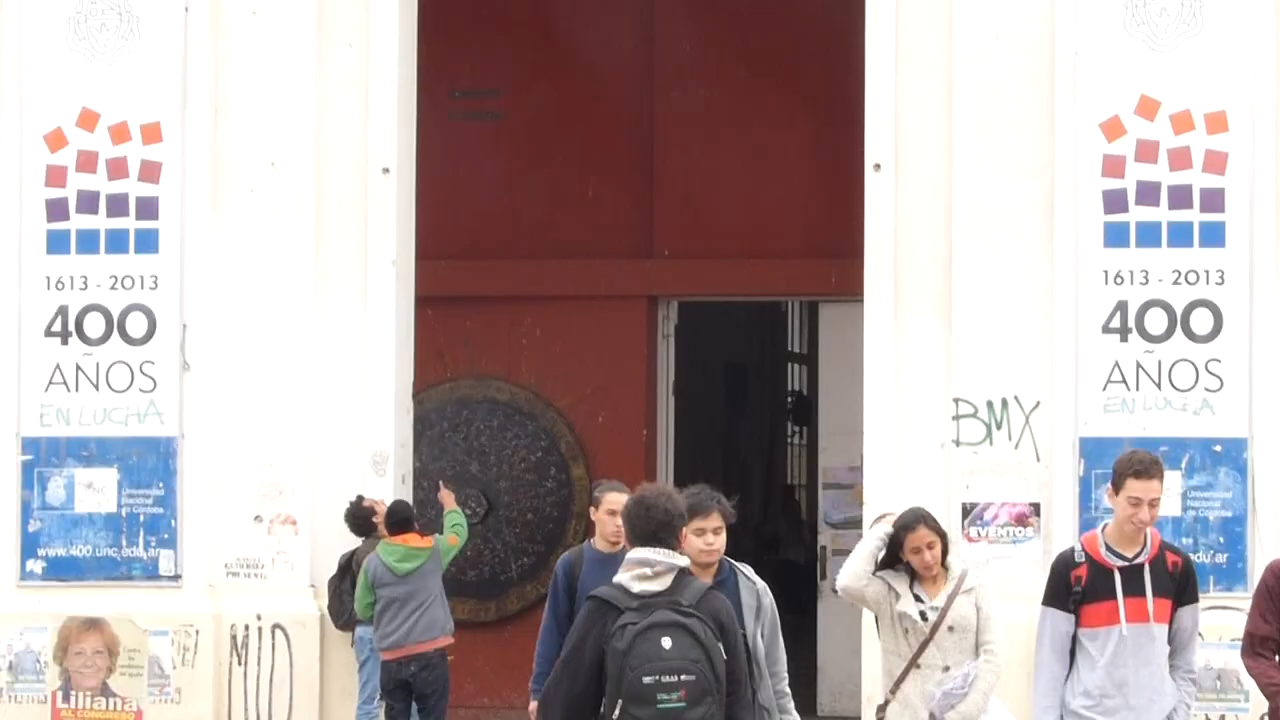 1613 - 2013
400
AÑOS
EN LUCHA
UNC
Universidad
Nacional
de Córdoba
www.400.unc.edu.ar
Liliana
AL CONGRESO
MID
BMX
EVENTOS
1613 - 2013
400
AÑOS
EN LUCHA
Universidad
Nacional
de Córdoba
edu.ar